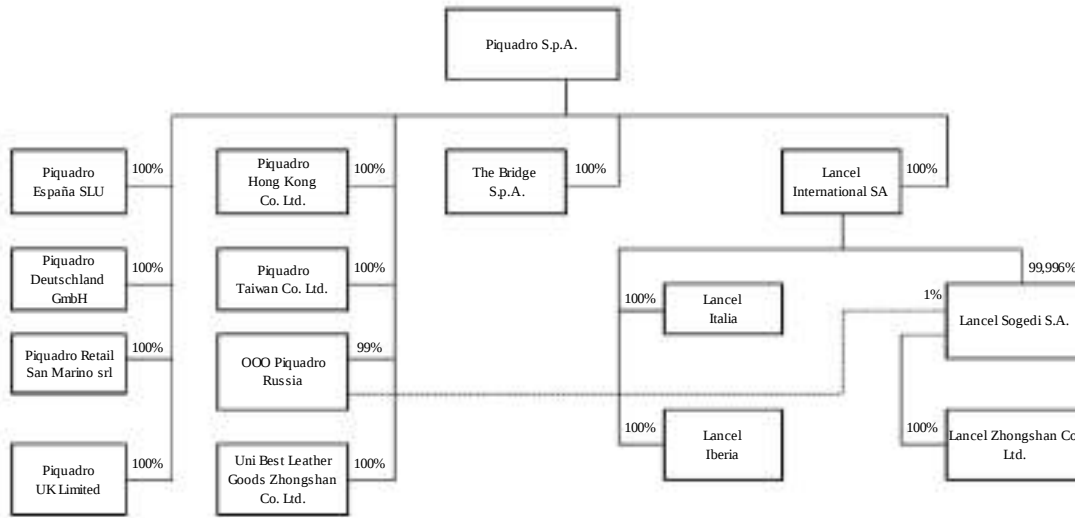 Piquadro S.p.A.
Piquadro
España SLU
100%
Piquadro
Hong Kong
Co. Ltd.
100%
The Bridge
S.p.A.
100%
Lancel
International SA
100%
Piquadro
Deutschland
GmbH
100%
Piquadro
Taiwan Co. Ltd.
100%
100%
Lancel
Italia
99,996%
1%
Lancel Sogedi S.A.
Piquadro Retail
San Marino srl
100%
OOO Piquadro
Russia
99%
Piquadro
UK Limited
100%
Uni Best Leather
Goods Zhongshan
Co. Ltd.
100%
100%
Lancel
Iberia
100%
Lancel Zhongshan Co
Ltd.